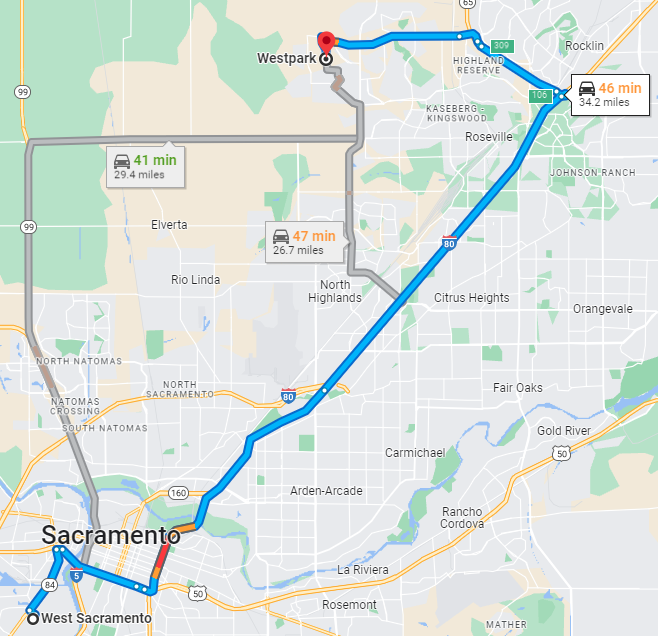 65
Rocklin
309
Westpark
HIGHLAND
RESERVE
46 min
34.2 miles
106
99
KASEBERG -
KINGSWOOD
Roseville
41 min
29.4 miles
JOHNSON RANCH
99
Elverta
47 min
26.7 miles
80
Rio Linda
North
Highlands
Citrus Heights
Orangevale
NORTH NATOMAS
NORTH
SACRAMENTO
80
Fair Oaks
NATOMAS
CROSSING
SOUTH NATOMAS
Gold River
Carmichael
50
160
Arden-Arcade
Rancho
Cordova
Sacramento
5
84
La Riviera
50
Rosemont
West Sacramento
MATHER